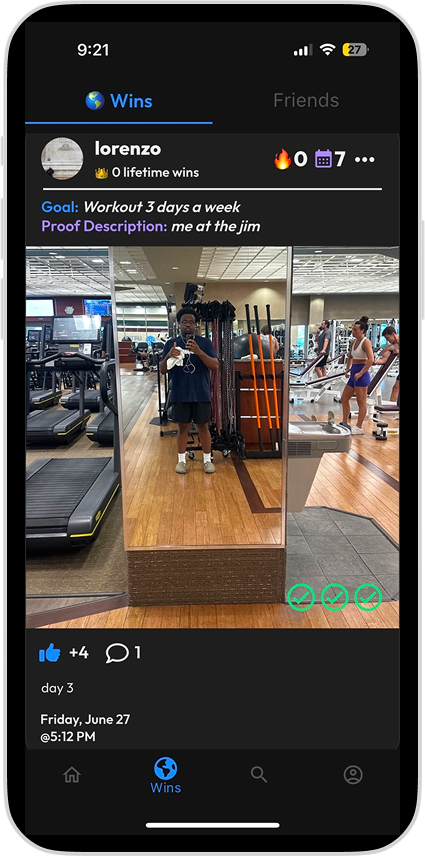 9:21
27
Wins
Friends
lorenzo
0 lifetime wins
0
7
Goal: Workout 3 days a week
Proof Description: me at the jim
+4
1
day 3
Friday, June 27
@5:12 PM
Wins